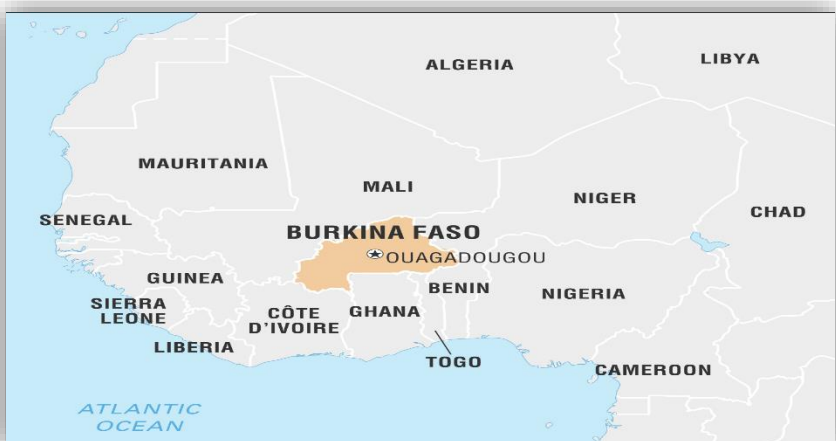 ALGERIA
LIBYA
MAURITANIA
MALI
NIGER
CHAD
SENEGAL
BURKINA FASO
OUAGADOUGOU
GUINEA
BENIN
NIGERIA
SIERRA
LEONE
CÔTE
D'IVOIRE
GHANA
LIBERIA
TOGO
CAMEROON
ATLANTIC
OCEAN